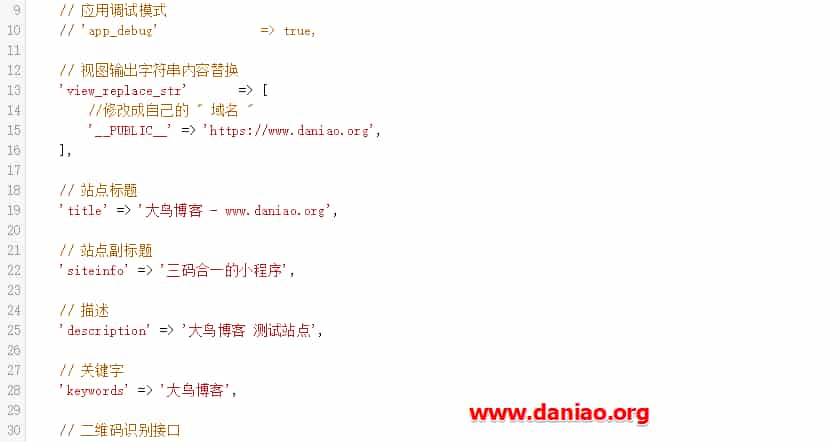 9 // 应用调试模式
10 // 'app_debug' => true,
11
12 // 视图输出字符串内容替换
13 'view_replace_str' => [
14 //修改成自己的 " 域名 "
15 '__PUBLIC__' => 'https://www.daniao.org',
16 ],
17
18 // 站点标题
19 'title' => '大鸟博客 - www.daniao.org',
20
21 // 站点副标题
22 'siteinfo' => '三码合一的小程序',
23
24 // 描述
25 'description' => '大鸟博客 测试站点',
26
27 // 关键字
28 'keywords' => '大鸟博客',
29
www.daniao.org
30 // 二维码识别接口